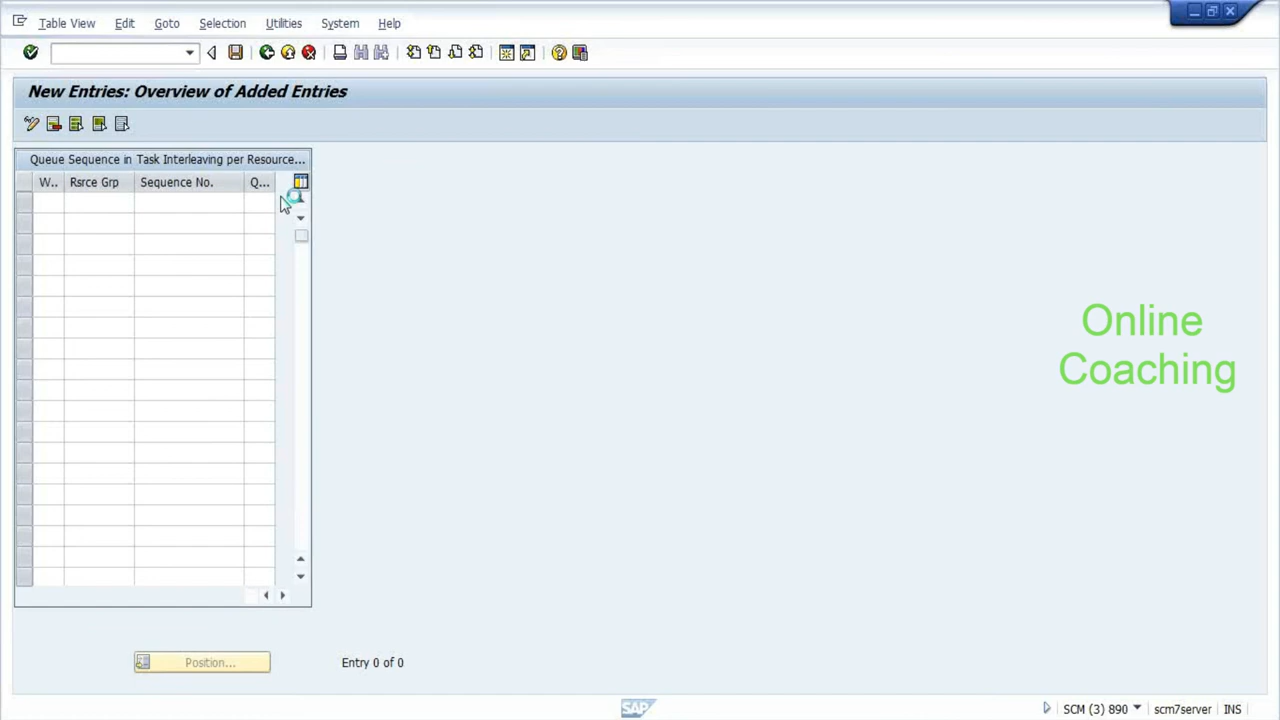 Table View Edit Goto Selection Utilities System Help
New Entries: Overview of Added Entries
Queue Sequence in Task Interleaving per Resource...
W.. Rsrce Grp Sequence No. Q...
Online
Coaching
Position... Entry 0 of 0
SAP SCM (3) 890 scm7server INS